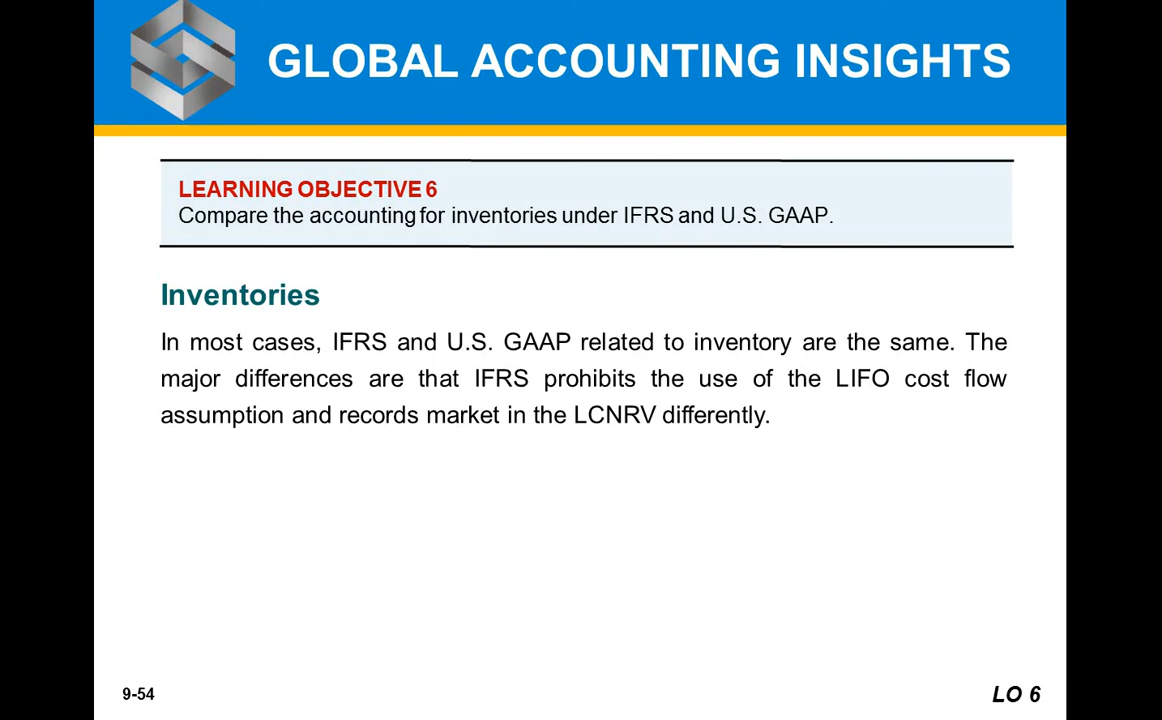 GLOBAL ACCOUNTING INSIGHTS
LEARNING OBJECTIVE 6
Compare the accounting for inventories under IFRS and U.S. GAAP.
Inventories
In most cases, IFRS and U.S. GAAP related to inventory are the same. The
major differences are that IFRS prohibits the use of the LIFO cost flow
assumption and records market in the LCNRV differently.
9-54
LO 6